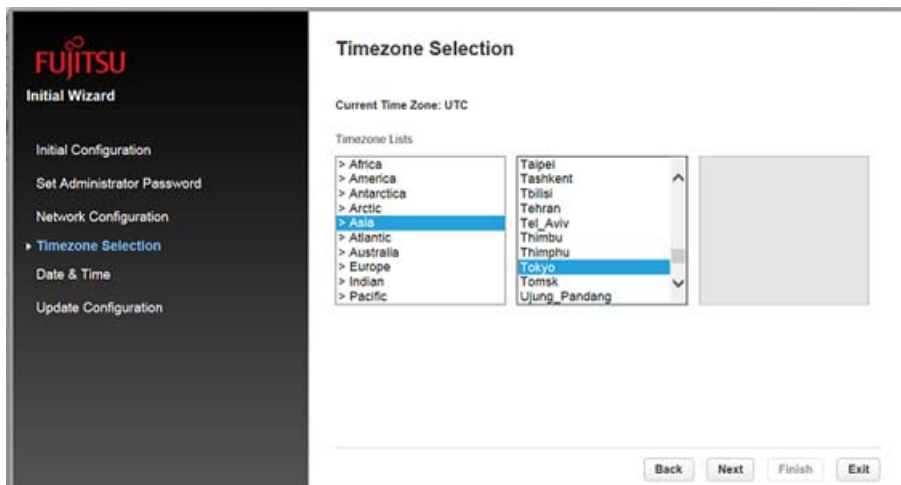 FUJITSU
Initial Wizard
Initial Configuration
Set Administrator Password
Network Configuration
Timezone Selection
Date & Time
Update Configuration
Timezone Selection
Current Time Zone: UTC
Timezone Lists
> Africa
> America
> Antarctica
> Arctic
> Asia
> Atlantic
> Australia
> Europe
> Indian
> Pacific
Taipei
Tashkent
Tbilisi
Tehran
Tel_Aviv
Thimbu
Thimphu
Tokyo
Tomsk
Ujung_Pandang
Back Next Finish Exit